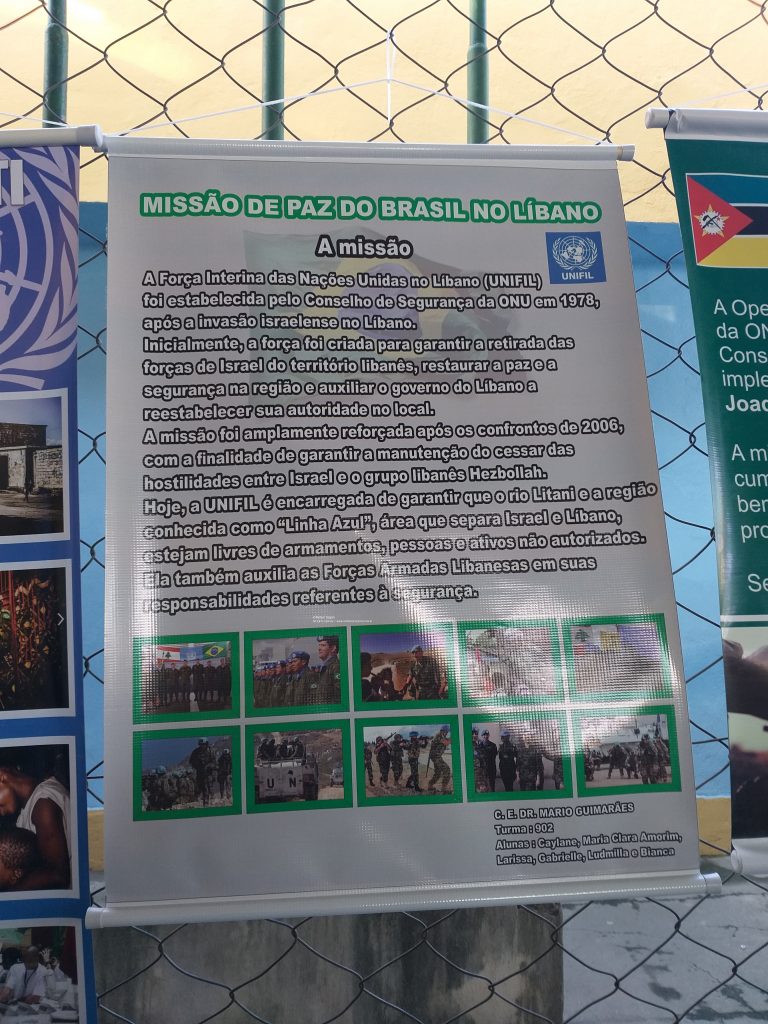 TI
MISSÃO DE PAZ DO BRASIL NO LÍBANO
A missão
UNIFIL
A Força Interina das Nações Unidas no Líbano (UNIFIL)
foi estabelecida pelo Conselho de Segurança da ONU em 1978,
após a invasão israelense no Líbano.
Inicialmente, a força foi criada para garantir a retirada das
forças de Israel do território libanês, restaurar a paz e a
segurança na região e auxiliar o governo do Líbano a
reestabelecer sua autoridade no local.
A missão foi amplamente reforçada após os confrontos de 2006,
com a finalidade de garantir a manutenção do cessar das
hostilidades entre Israel e o grupo libanês Hezbollah.
Hoje, a UNIFIL é encarregada de garantir que o rio Litani e a região
conhecida como “Linha Azul”, área que separa Israel e Líbano,
estejam livres de armamentos, pessoas e ativos não autorizados.
Ela também auxilia as Forças Armadas Libanesas em suas
responsabilidades referentes à segurança.
U N
C. E. DR. MARIO GUIMARÃES
Turma : 902
Alunas : Caylane, Maria Clara Amorim,
Larissa, Gabrielle, Ludmilla e Bianca
A Ope
da ON
Cons
imple
Joaq
A mi
cum
ben
pro
Se